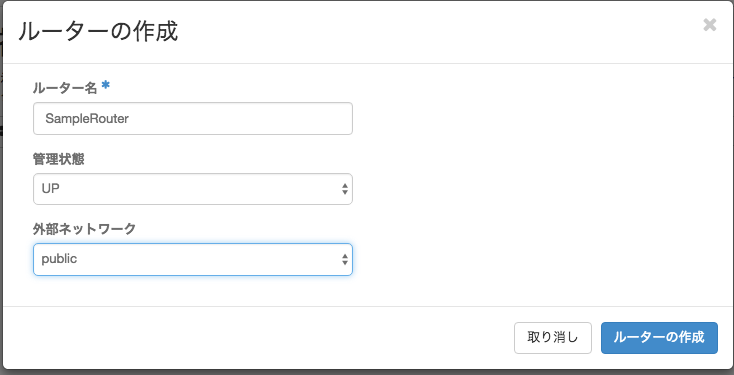 ルーターの作成
×
ルーター名 *
SampleRouter
管理状態
UP
外部ネットワーク
public
取り消し
ルーターの作成